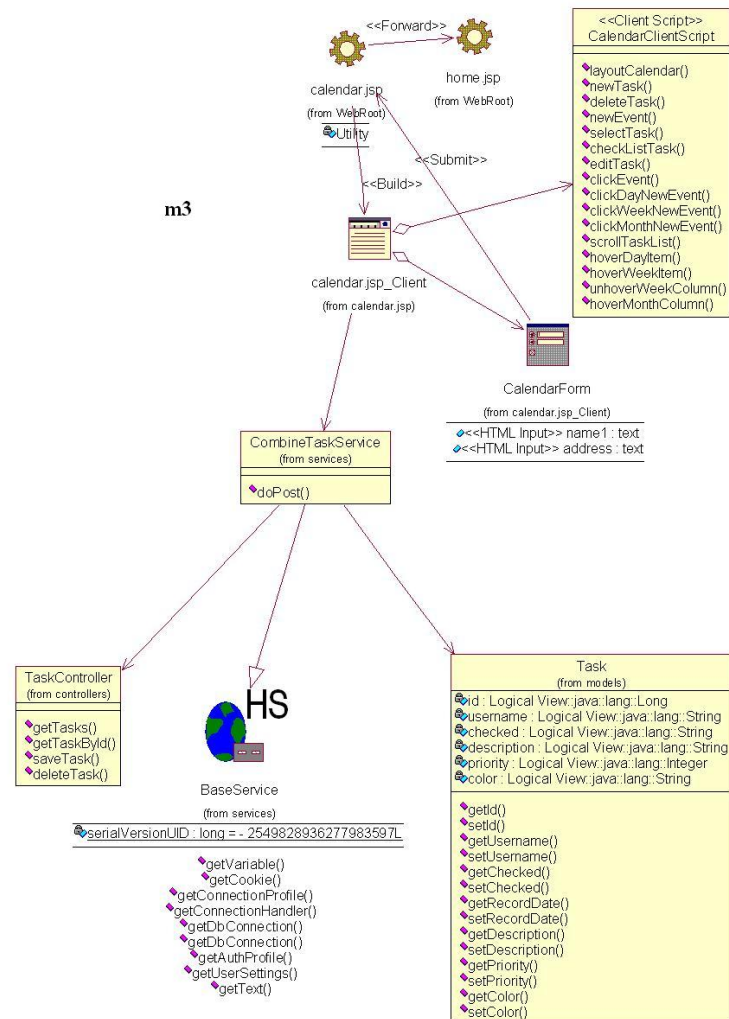 <<Forward>>
calendar.jsp
(from WebRoot)
Utility
home.jsp
(from WebRoot)
<<Submit>>
<<Build>>
m3
<<Client Script>>
CalendarClientScript
layoutCalendar()
newTask()
deleteTask()
newEvent()
selectTask()
checkListTask()
editTask()
clickEvent()
clickDayNewEvent()
clickWeekNewEvent()
clickMonthNewEvent()
scrollTaskList()
hoverDayItem()
hoverWeekItem()
unhoverWeekColumn()
hoverMonthColumn()
calendar.jsp_Client
(from calendar.jsp)
CalendarForm
(from calendar.jsp_Client)
<<HTML Input>> name1 : text
<<HTML Input>> address : text
CombineTaskService
(from services)
doPost()
TaskController
(from controllers)
getTasks()
getTaskById()
saveTask()
deleteTask()
HS
BaseService
(from services)
serialVersionUID : long = - 2549828936277983597L
getVariable()
getCookie()
getConnectionProfile()
getConnectionHandler()
getDbConnection()
getDbConnection()
getAuthProfile()
getUserSettings()
getText()
Task
(from models)
id : Logical View::java::lang::Long
username : Logical View::java::lang::String
checked : Logical View::java::lang::String
description : Logical View::java::lang::String
priority : Logical View::java::lang::Integer
color : Logical View::java::lang::String
getId()
setId()
getUsername()
setUsername()
getChecked()
setChecked()
getRecordDate()
setRecordDate()
getDescription()
setDescription()
getPriority()
setPriority()
getColor()
setColor()